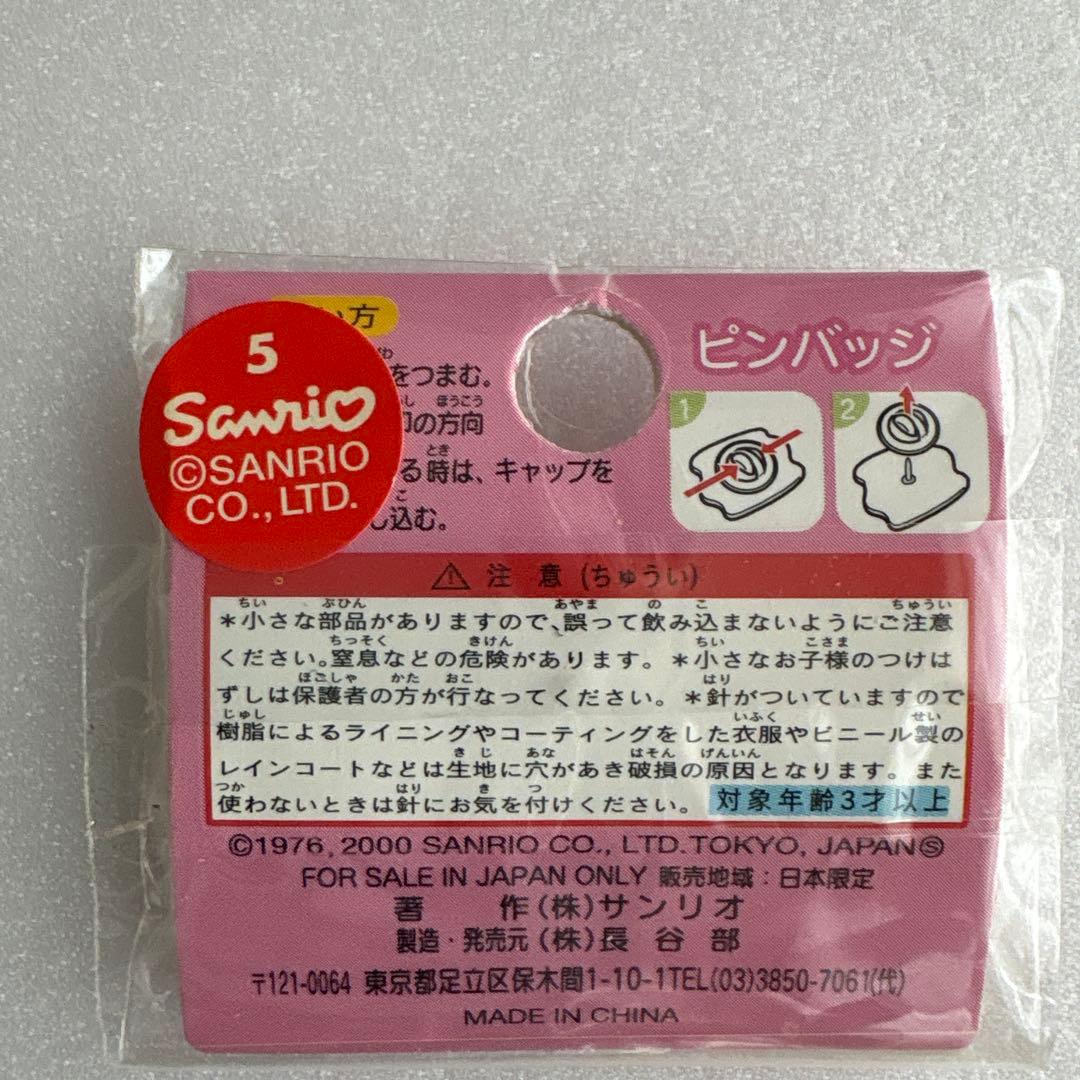 5
Sanrio
©SANRIO
CO., LTD.
い方
をつまむ。
の方向
る時は、キャップを
し込む。
ピンバッジ
1
2
⚠ 注 意 (ちゅうい)
*小さな部品がありますので、誤って飲み込まないようにご注意
ください。窒息などの危険があります。*小さなお子様のつけは
ずしは保護者の方が行なってください。*針がついていますので
樹脂によるライニングやコーティングをした衣服やビニール製の
レインコートなどは生地に穴があき破損の原因となります。また
使わないときは針にお気を付けください。 対象年齢3才以上
©1976, 2000 SANRIO CO., LTD. TOKYO, JAPANⓈ
FOR SALE IN JAPAN ONLY 販売地域:日本限定
著 作(株)サンリオ
製造・発売元(株)長谷部
〒121-0064 東京都足立区保木間1-10-1TEL(03)3850-7061(代)
MADE IN CHINA